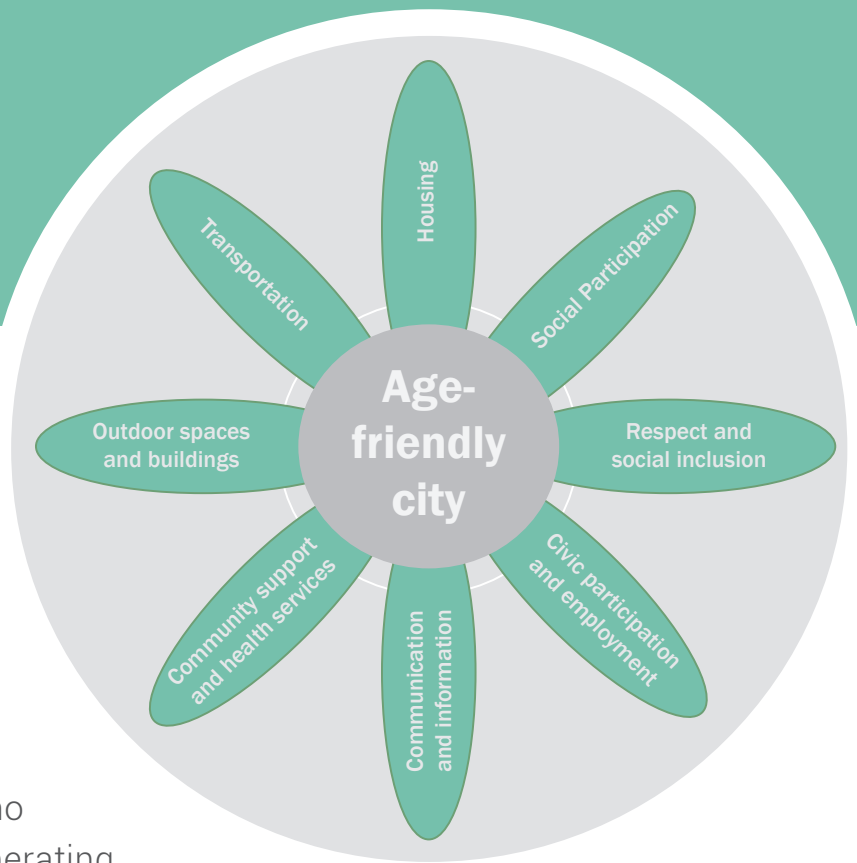 Housing
Social Participation
Respect and
social inclusion
Civic participation
and employment
Communication
and information
Community support
and health services
Outdoor spaces
and buildings
Transportation
Age-
friendly
city